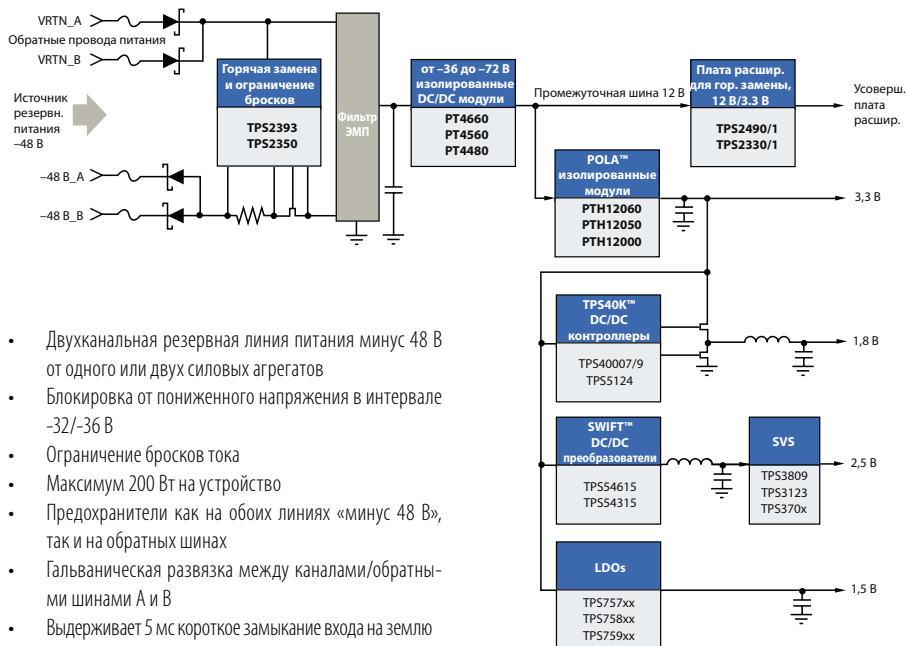 VRTN_A
Обратные провода питания
VRTN_B
Источник
резервн.
питания
–48 В
–48 В_А
–48 В_В
Горячая замена
и ограничение
бросков
TPS2393
TPS2350
Фильтр
ЭМП
от –36 до –72 В
изолированные
DC/DC модули
PT4660
PT4560
PT4480
Промежуточная шина 12 В
Плата расшир.
для гор. замены,
12 В/3.3 В
TPS2490/1
TPS2330/1
Усоверш.
плата
расшир.
POLA™
изолированные
модули
PTH12060
PTH12050
PTH12000
3,3 В
TPS40K™
DC/DC
контроллеры
TPS40007/9
TPS5124
1,8 В
SWIFT™
DC/DC
преобразователи
TPS54615
TPS54315
SVS
TPS3809
TPS3123
TPS370x
2,5 В
LDOs
TPS757xx
TPS758xx
TPS759xx
1,5 В
• Двухканальная резервная линия питания минус 48 В
от одного или двух силовых агрегатов
• Блокировка от пониженного напряжения в интервале
-32/-36 В
• Ограничение бросков тока
• Максимум 200 Вт на устройство
• Предохранители как на обоих линиях «минус 48 В»,
так и на обратных шинах
• Гальваническая развязка между каналами/обратны-
ми шинами А и В
• Выдерживает 5 мс короткое замыкание входа на землю